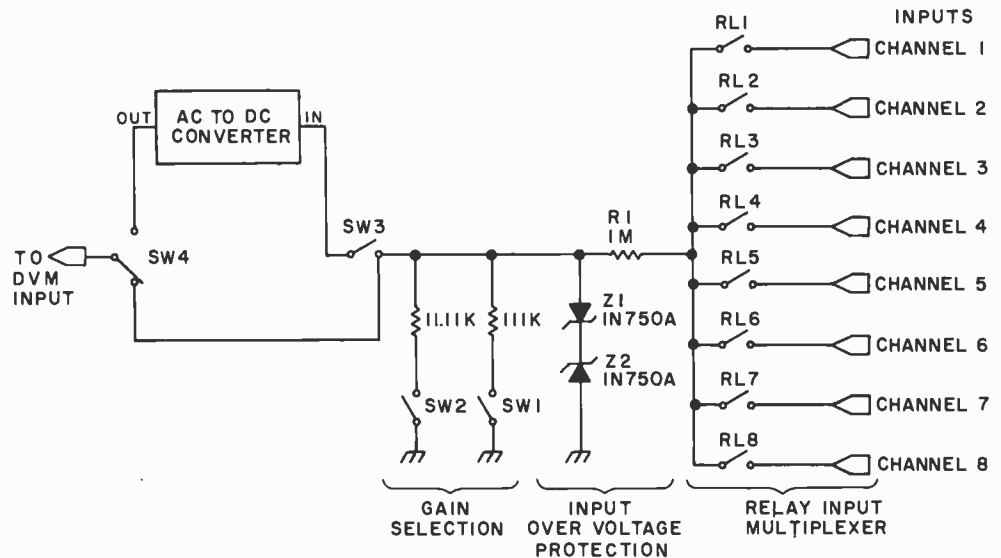 INPUTS
RL1
CHANNEL 1
RL2
CHANNEL 2
RL3
CHANNEL 3
RL4
CHANNEL 4
RL5
CHANNEL 5
RL6
CHANNEL 6
RL7
CHANNEL 7
RL8
CHANNEL 8
OUT
AC TO DC
CONVERTER
IN
SW3
SW4
TO
DVM
INPUT
R1
1M
11.11K
111K
Z1
IN750A
Z2
IN750A
SW2
SW1
GAIN
SELECTION
INPUT
OVER VOLTAGE
PROTECTION
RELAY INPUT
MULTIPLEXER